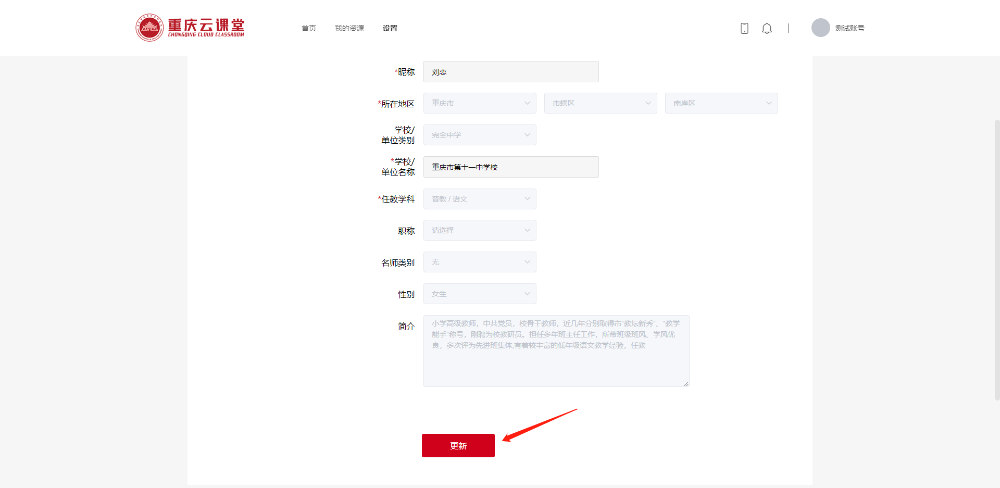 重庆云课堂
CHONGQING CLOUD CLASSROOM
首页 我的资源 设置 测试账号
*昵称 刘恋
*所在地区 重庆市 市辖区 南岸区
学校/
单位类别 完全中学
*学校/
单位名称 重庆市第十一中学校
*任教学科 普教 / 语文
职称 请选择
名师类别 无
性别 女生
简介 小学高级教师，中共党员，校骨干教师，近几年分别取得市“教坛新秀”、“教学
能手”称号，刚聘为校教研员。担任多年班主任工作，所带班级班风、学风优
良，多次评为先进班集体;有着较丰富的低年级语文教学经验，任教
更新